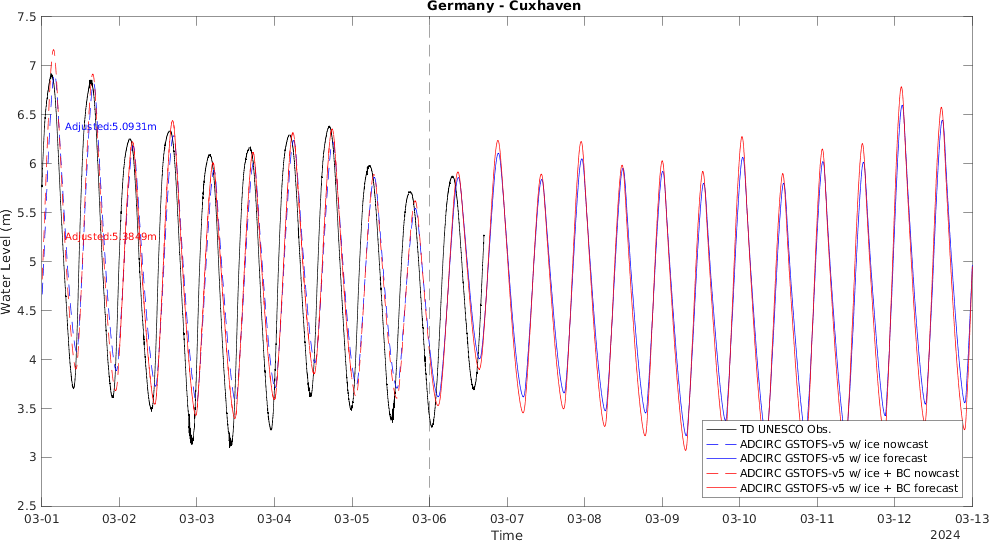 Germany - Cuxhaven
7.5
7
6.5
6
5.5
5
4.5
4
3.5
3
2.5
Water Level (m)
Adjusted:5.0931m
Adjusted:5.3849m
TD UNESCO Obs.
ADCIRC GSTOFS-v5 w/ ice nowcast
ADCIRC GSTOFS-v5 w/ ice forecast
ADCIRC GSTOFS-v5 w/ ice + BC nowcast
ADCIRC GSTOFS-v5 w/ ice + BC forecast
03-01 03-02 03-03 03-04 03-05 03-06 03-07 03-08 03-09 03-10 03-11 03-12 03-13
Time
2024